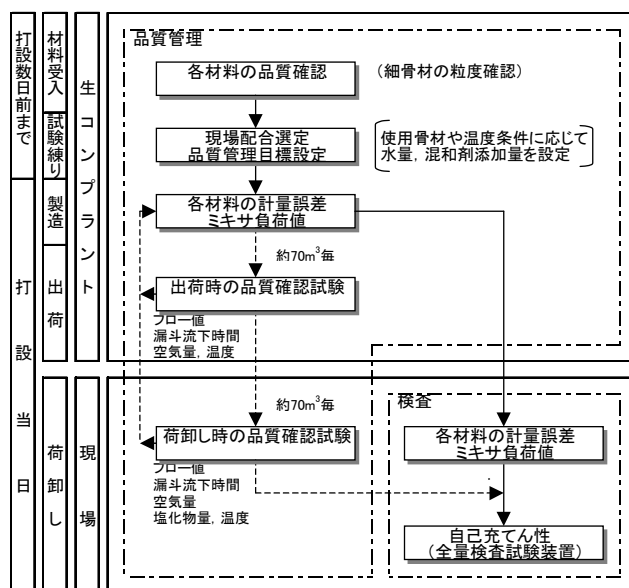 打設数日前まで
打設当日
材料受入
試験練り
製造
出荷
荷卸し
生コンプラント
現場
品質管理
各材料の品質確認
(細骨材の粒度確認)
現場配合選定
品質管理目標設定
使用骨材や温度条件に応じて
水量, 混和剤添加量を設定
各材料の計量誤差
ミキサ負荷値
約70m³毎
出荷時の品質確認試験
フロー値
漏斗流下時間
空気量, 温度
約70m³毎
荷卸し時の品質確認試験
フロー値
漏斗流下時間
空気量
塩化物量, 温度
検査
各材料の計量誤差
ミキサ負荷値
自己充てん性
(全量検査試験装置)